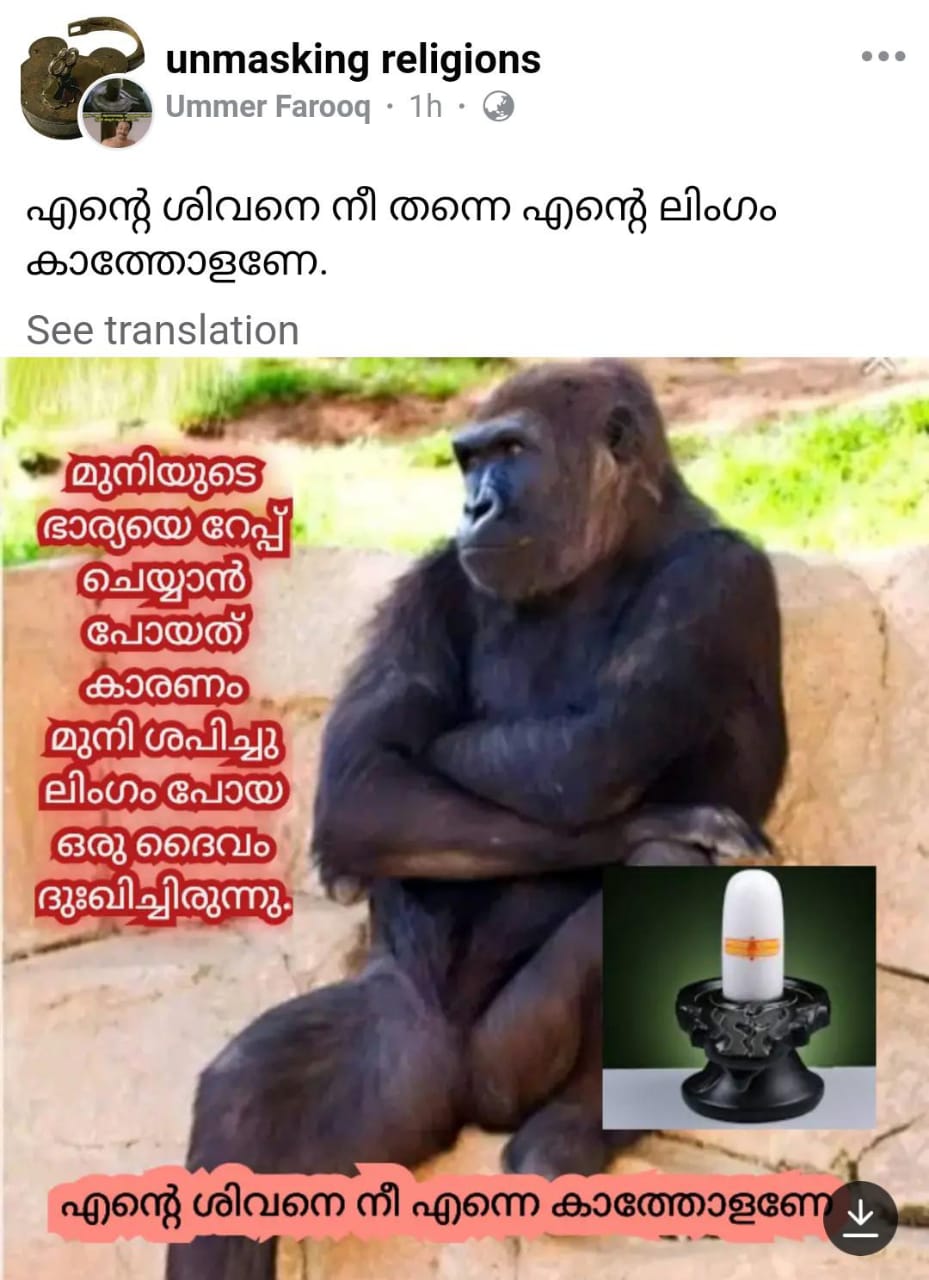 unmasking religions
Ummer Farooq · 1h ·
എന്റെ ശിവനെ നീ തന്നെ എന്റെ ലിംഗം
കാത്തോളണേ.
See translation
മുനിയുടെ
ഭാര്യയെ റേപ്പ്
ചെയ്യാൻ
പോയത്
കാരണം
മുനി ശപിച്ചു
ലിംഗം പോയ
ഒരു ദൈവം
ദുഃഖിച്ചിരുന്നു.
എന്റെ ശിവനെ നീ എന്നെ കാത്തോളണേ